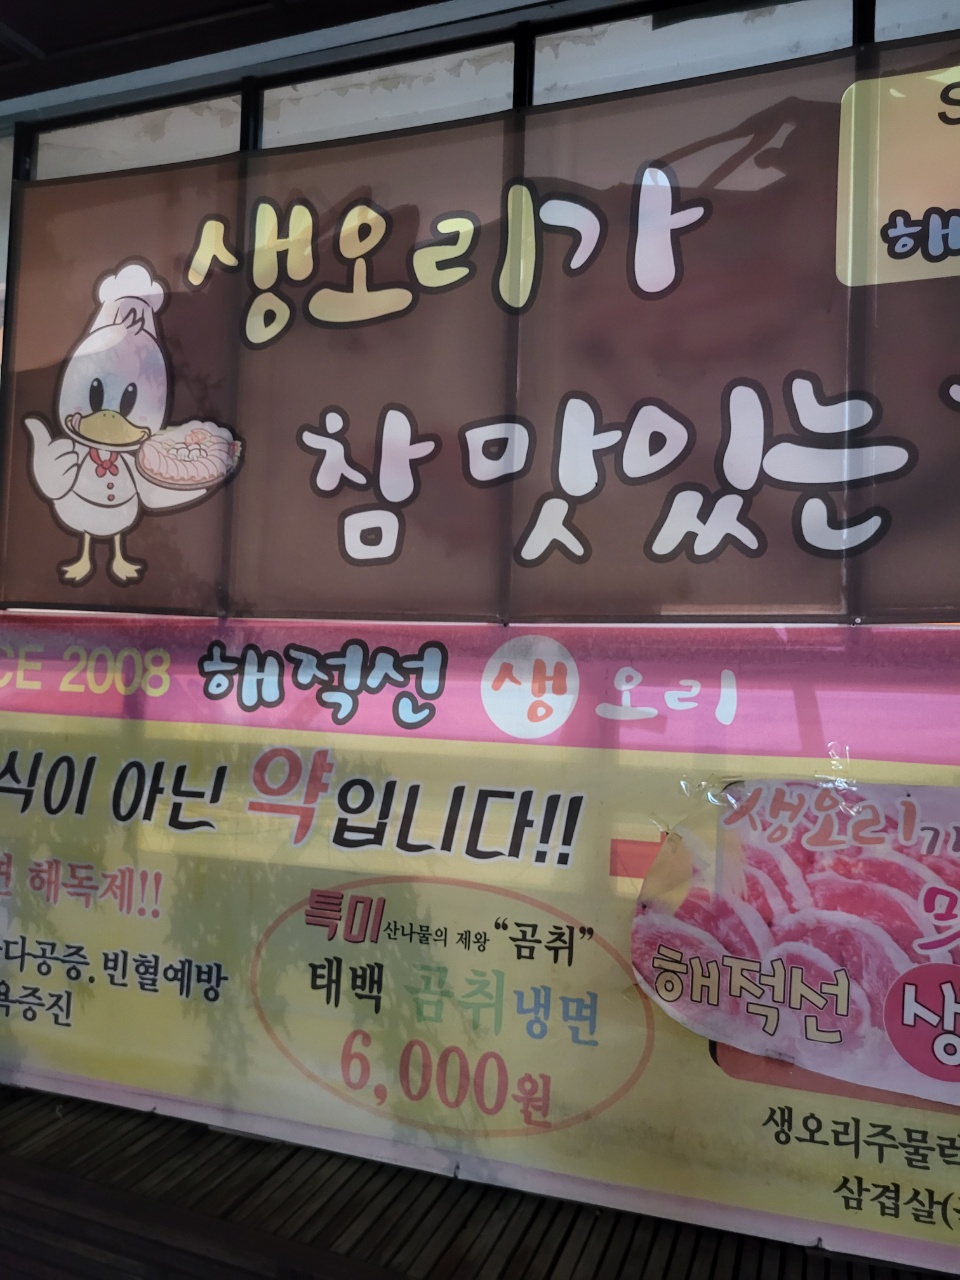 생오리가
참 맛있는
해
CE 2008 해적선 생 오리
식이 아닌 약입니다!!
해독제!!
다공증. 빈혈예방
증진
특미 산나물의 제왕 “곰취”
태백 곰취냉면
6,000원
생오리가
맛
해적선 생
생오리주물럭
삼겹살(